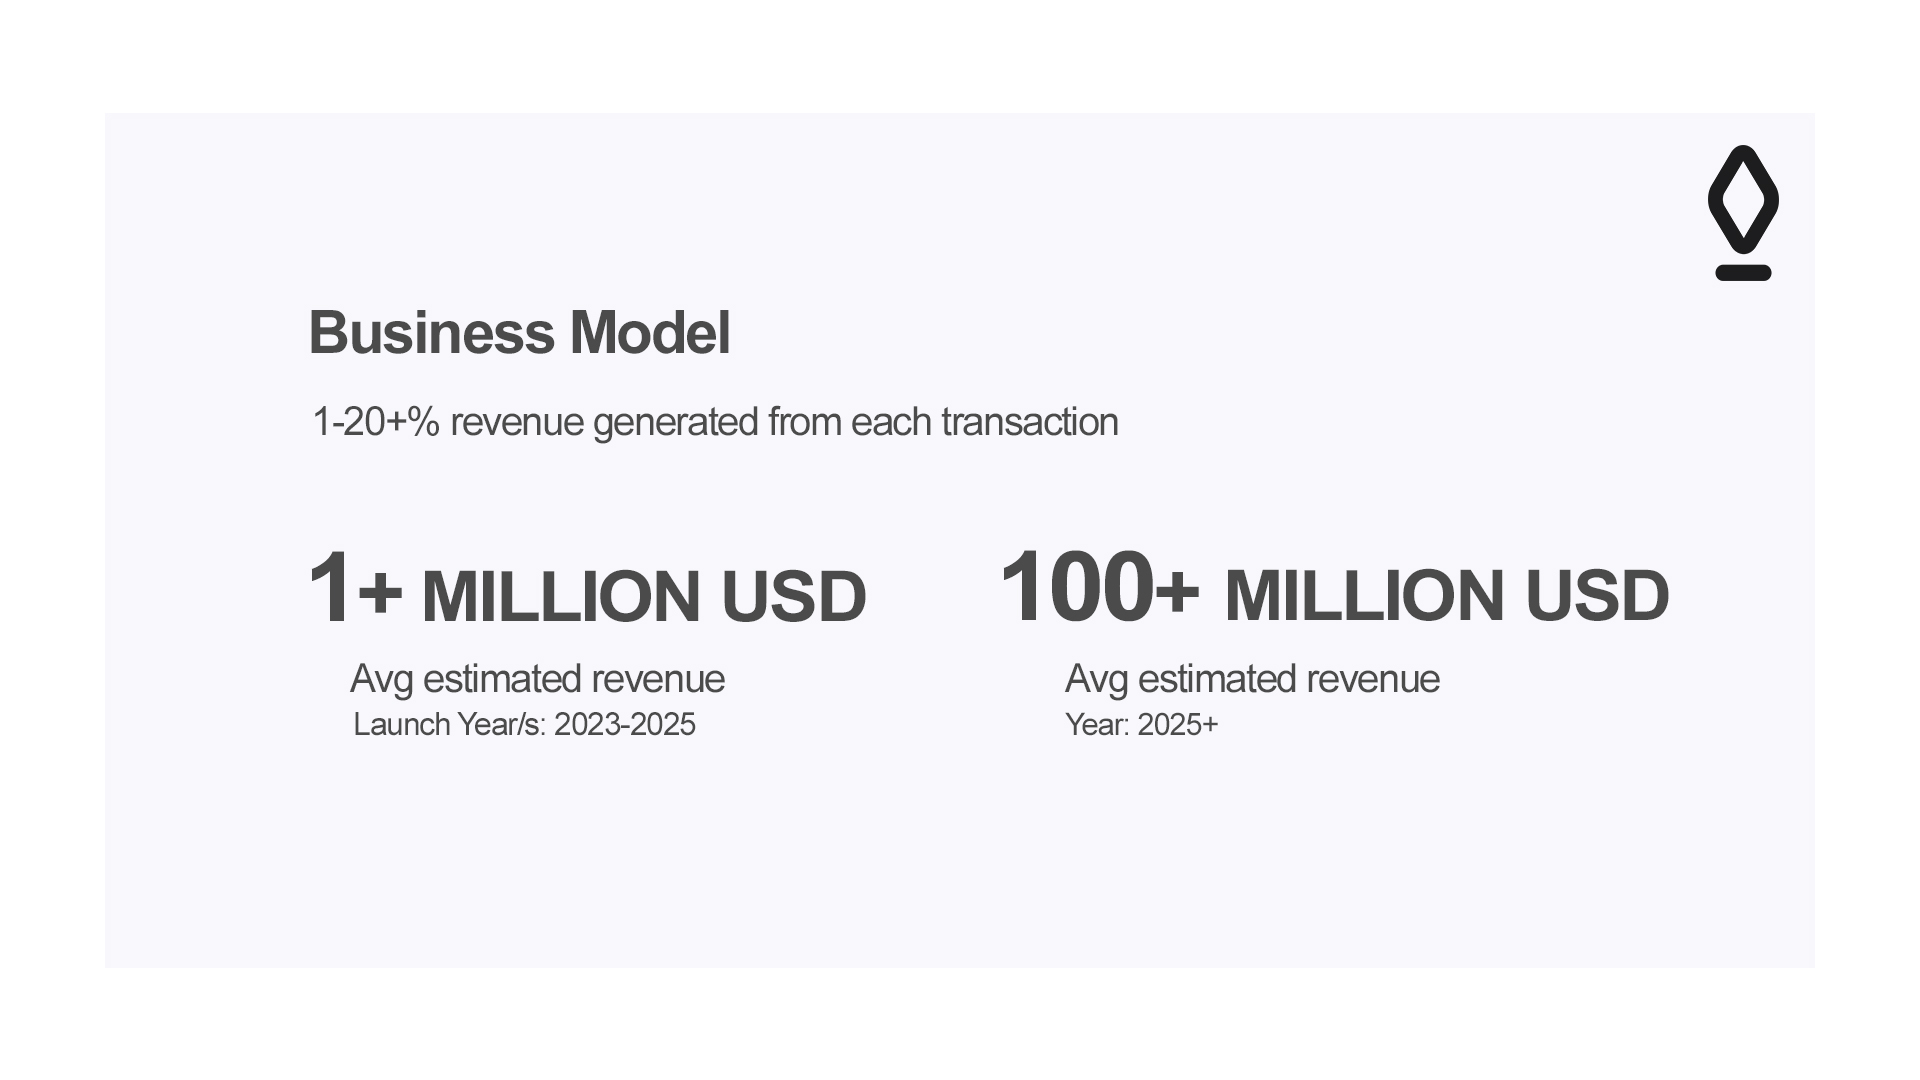 Business Model
1-20+% revenue generated from each transaction
1+ MILLION USD
Avg estimated revenue
Launch Year/s: 2023-2025
100+ MILLION USD
Avg estimated revenue
Year: 2025+